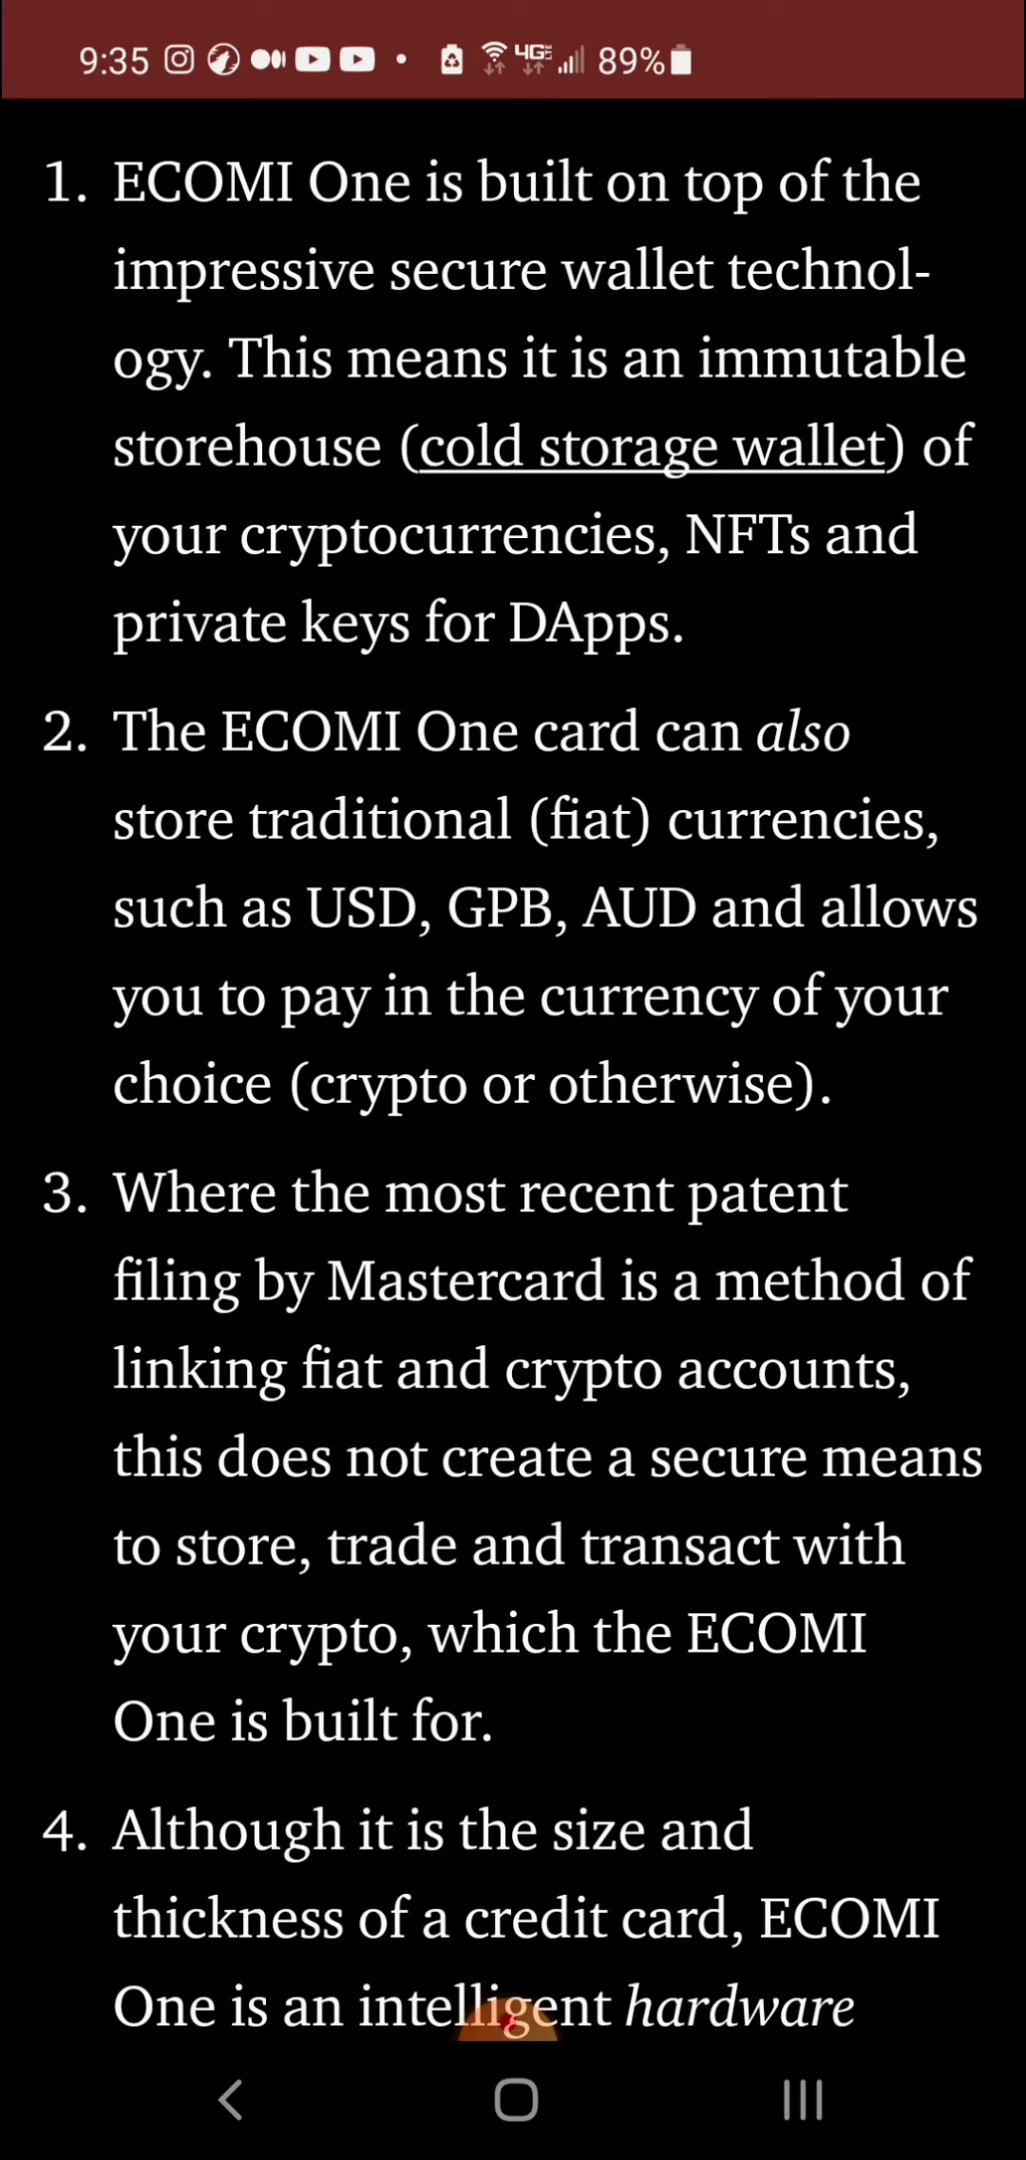 9:35 4G 89%
1. ECOMI One is built on top of the
impressive secure wallet technol-
ogy. This means it is an immutable
storehouse (cold storage wallet) of
your cryptocurrencies, NFTs and
private keys for DApps.
2. The ECOMI One card can also
store traditional (fiat) currencies,
such as USD, GPB, AUD and allows
you to pay in the currency of your
choice (crypto or otherwise).
3. Where the most recent patent
filing by Mastercard is a method of
linking fiat and crypto accounts,
this does not create a secure means
to store, trade and transact with
your crypto, which the ECOMI
One is built for.
4. Although it is the size and
thickness of a credit card, ECOMI
One is an intelligent hardware